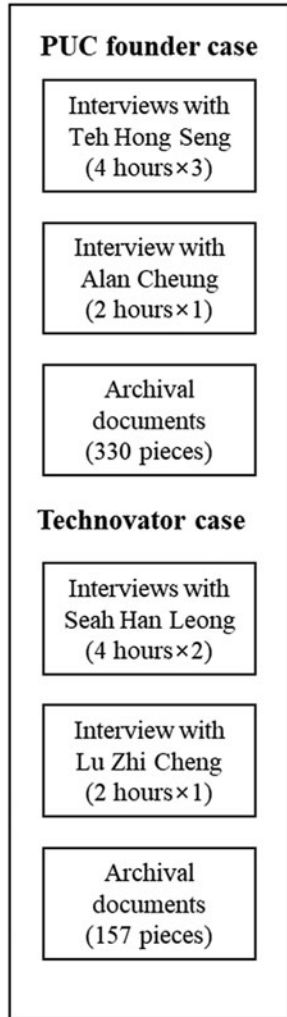 PUC founder case
Interviews with
Teh Hong Seng
(4 hours×3)
Interview with
Alan Cheung
(2 hours×1)
Archival
documents
(330 pieces)
Technovator case
Interviews with
Seah Han Leong
(4 hours×2)
Interview with
Lu Zhi Cheng
(2 hours×1)
Archival
documents
(157 pieces)